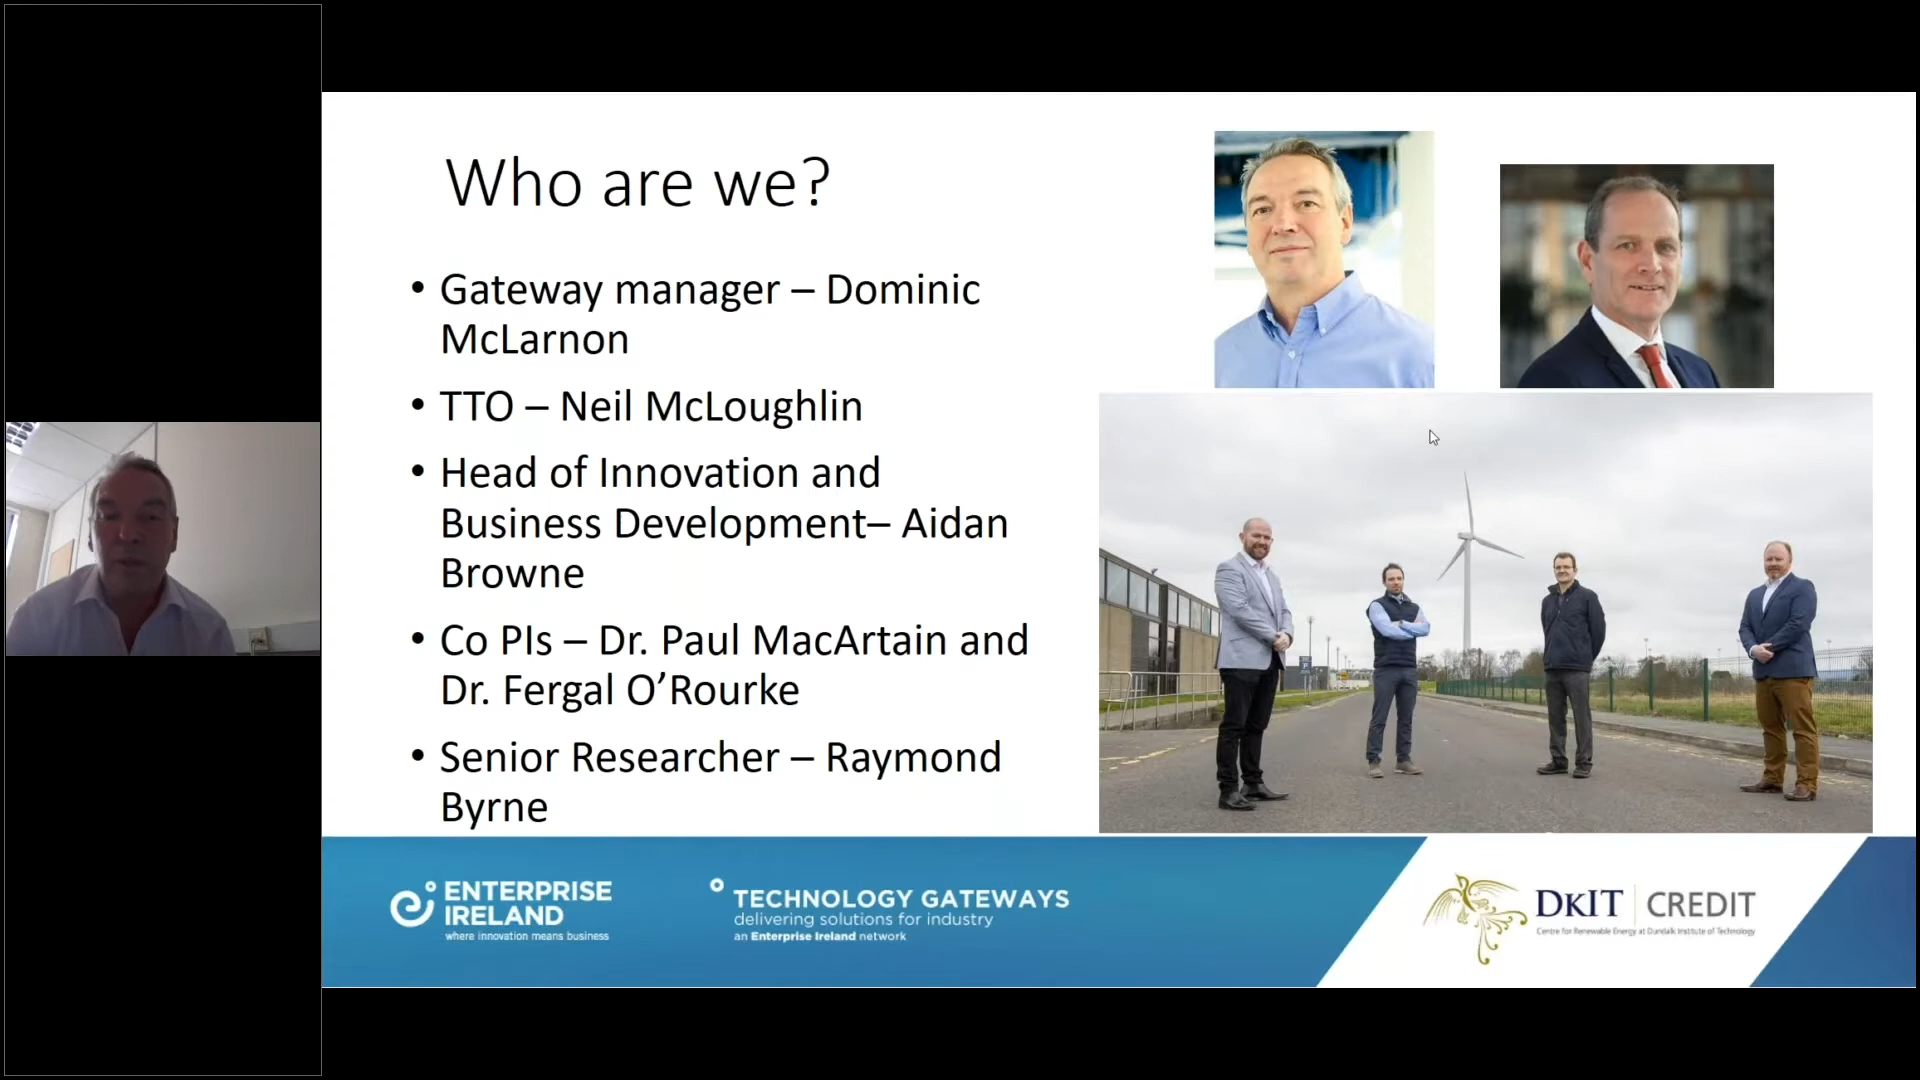 Who are we?
• Gateway manager – Dominic
McLarnon
• TTO – Neil McLoughlin
• Head of Innovation and
Business Development– Aidan
Browne
• Co PIs – Dr. Paul MacArtain and
Dr. Fergal O’Rourke
• Senior Researcher – Raymond
Byrne
ENTERPRISE
IRELAND
where innovation means business
TECHNOLOGY GATEWAYS
delivering solutions for industry
an Enterprise Ireland network
DKIT CREDIT
Centre for Renewable Energy at Dundalk Institute of Technology